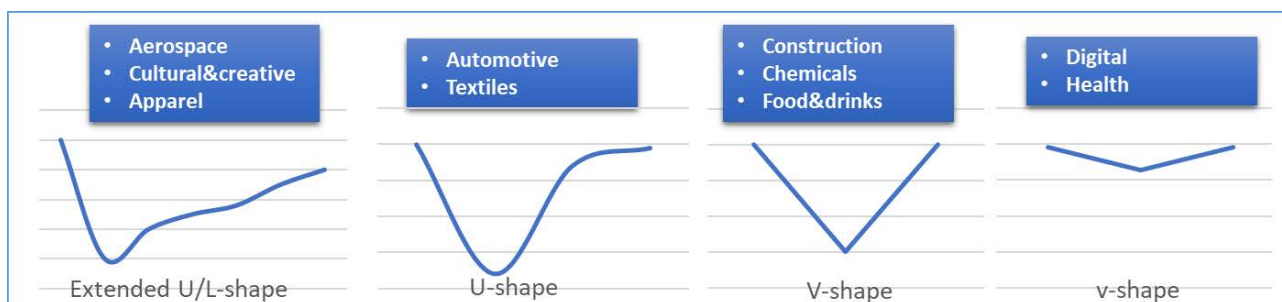 • Aerospace
• Cultural&creative
• Apparel
Extended U/L-shape
• Automotive
• Textiles
U-shape
• Construction
• Chemicals
• Food&drinks
V-shape
• Digital
• Health
v-shape